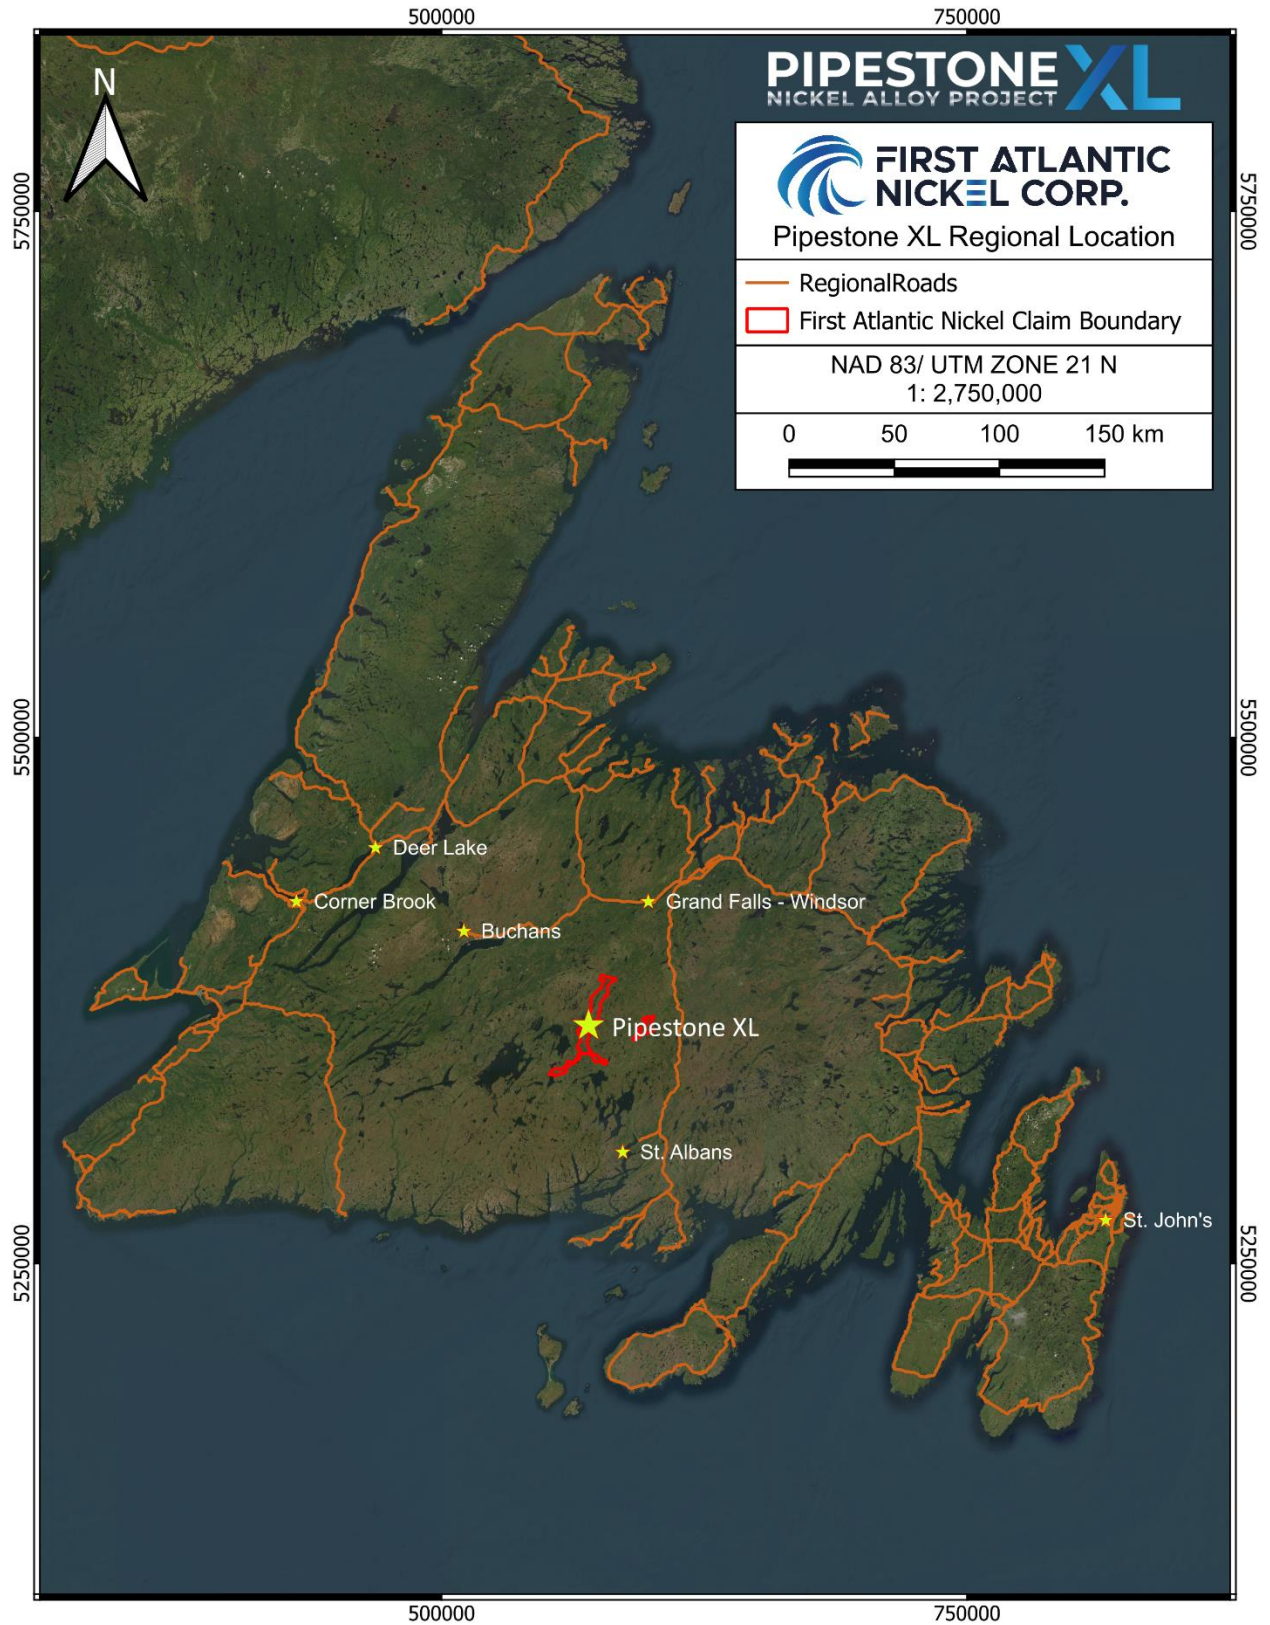 500000
750000
N
PIPESTONE XL
NICKEL ALLOY PROJECT
FIRST ATLANTIC
NICKEL CORP.
Pipestone XL Regional Location
RegionalRoads
First Atlantic Nickel Claim Boundary
NAD 83/ UTM ZONE 21 N
1: 2,750,000
0 50 100 150 km
5750000
5750000
5500000
5500000
Deer Lake
Corner Brook
Grand Falls - Windsor
Buchans
Pipestone XL
St. Albans
St. John's
5250000
5250000
500000
750000